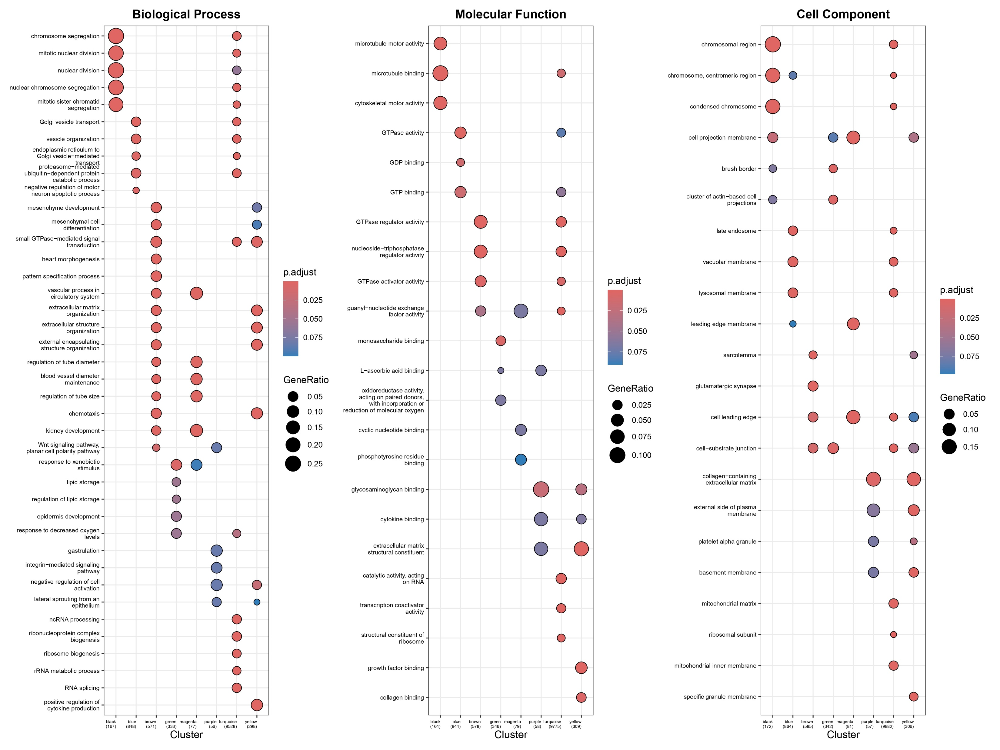 Biological Process
chromosome segregation
mitotic nuclear division
nuclear division
nuclear chromosome segregation
mitotic sister chromatid
segregation
Golgi vesicle transport
vesicle organization
endoplasmic reticulum to
Golgi vesicle−mediated
transport
proteasome−mediated
ubiquitin−dependent protein
catabolic process
negative regulation of motor
neuron apoptotic process
mesenchyme development
mesenchymal cell
differentiation
small GTPase−mediated signal
transduction
heart morphogenesis
pattern specification process
vascular process in
circulatory system
extracellular matrix
organization
extracellular structure
organization
external encapsulating
structure organization
regulation of tube diameter
blood vessel diameter
maintenance
regulation of tube size
chemotaxis
kidney development
Wnt signaling pathway,
planar cell polarity pathway
response to xenobiotic
stimulus
lipid storage
regulation of lipid storage
epidermis development
response to decreased oxygen
levels
gastrulation
integrin−mediated signaling
pathway
negative regulation of cell
activation
lateral sprouting from an
epithelium
ncRNA processing
ribonucleoprotein complex
biogenesis
ribosome biogenesis
rRNA metabolic process
RNA splicing
positive regulation of
cytokine production
black blue brown green magenta purple turquoise yellow
(167) (848) (571) (333) (77) (56) (9528) (298)
Cluster
p.adjust
0.025
0.050
0.075
GeneRatio
0.05
0.10
0.15
0.20
0.25
Molecular Function
microtubule motor activity
microtubule binding
cytoskeletal motor activity
GTPase activity
GDP binding
GTP binding
GTPase regulator activity
nucleoside−triphosphatase
regulator activity
GTPase activator activity
guanyl−nucleotide exchange
factor activity
monosaccharide binding
L−ascorbic acid binding
oxidoreductase activity,
acting on paired donors,
with incorporation or
reduction of molecular oxygen
cyclic nucleotide binding
phosphotyrosine residue
binding
glycosaminoglycan binding
cytokine binding
extracellular matrix
structural constituent
catalytic activity, acting
on RNA
transcription coactivator
activity
structural constituent of
ribosome
growth factor binding
collagen binding
black blue brown green magenta purple turquoise yellow
(164) (844) (578) (346) (79) (58) (9775) (309)
Cluster
p.adjust
0.025
0.050
0.075
GeneRatio
0.025
0.050
0.075
0.100
Cell Component
chromosomal region
chromosome, centromeric region
condensed chromosome
cell projection membrane
brush border
cluster of actin−based cell
projections
late endosome
vacuolar membrane
lysosomal membrane
leading edge membrane
sarcolemma
glutamatergic synapse
cell leading edge
cell−substrate junction
collagen−containing
extracellular matrix
external side of plasma
membrane
platelet alpha granule
basement membrane
mitochondrial matrix
ribosomal subunit
mitochondrial inner membrane
specific granule membrane
black blue brown green magenta purple turquoise yellow
(172) (864) (585) (342) (81) (57) (9882) (306)
Cluster
p.adjust
0.025
0.050
0.075
GeneRatio
0.05
0.10
0.15